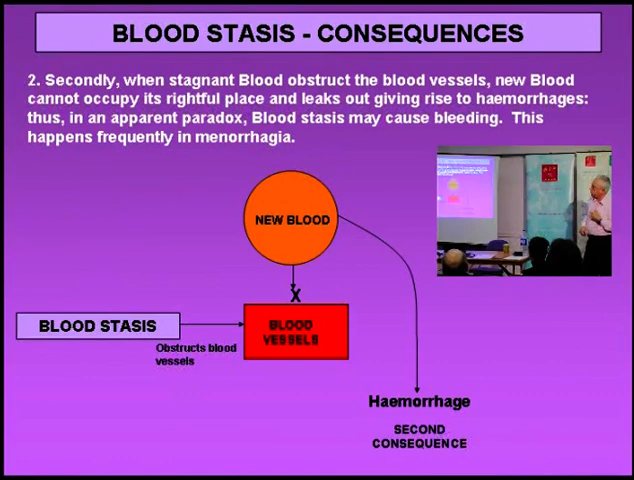 BLOOD STASIS - CONSEQUENCES
2. Secondly, when stagnant Blood obstruct the blood vessels, new Blood
cannot occupy its rightful place and leaks out giving rise to haemorrhages:
thus, in an apparent paradox, Blood stasis may cause bleeding. This
happens frequently in menorrhagia.
NEW BLOOD
X
BLOOD STASIS
BLOOD
VESSELS
Obstructs blood
vessels
Haemorrhage
SECOND
CONSEQUENCE